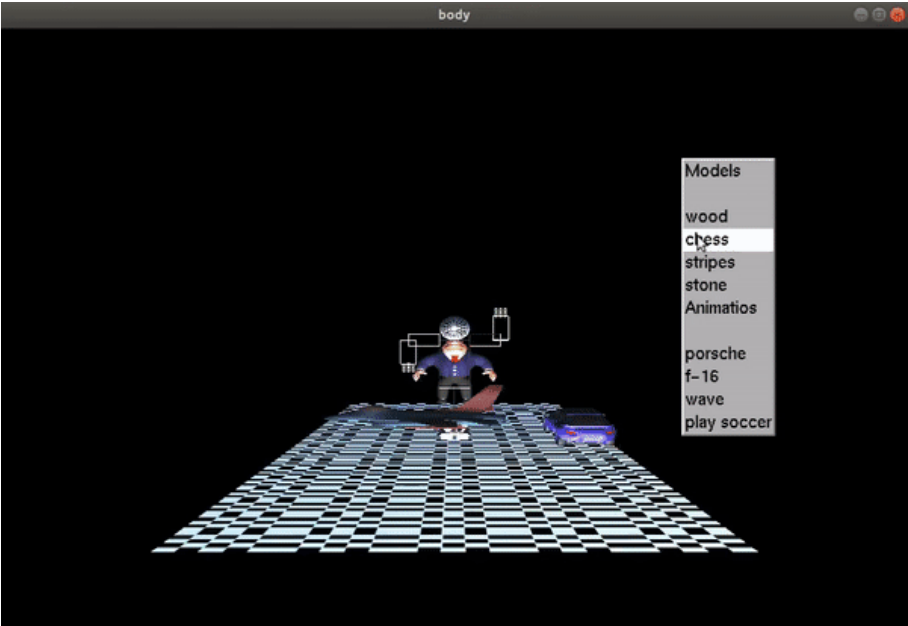 body
Models
wood
chess
stripes
stone
Animatios
porsche
f-16
wave
play soccer